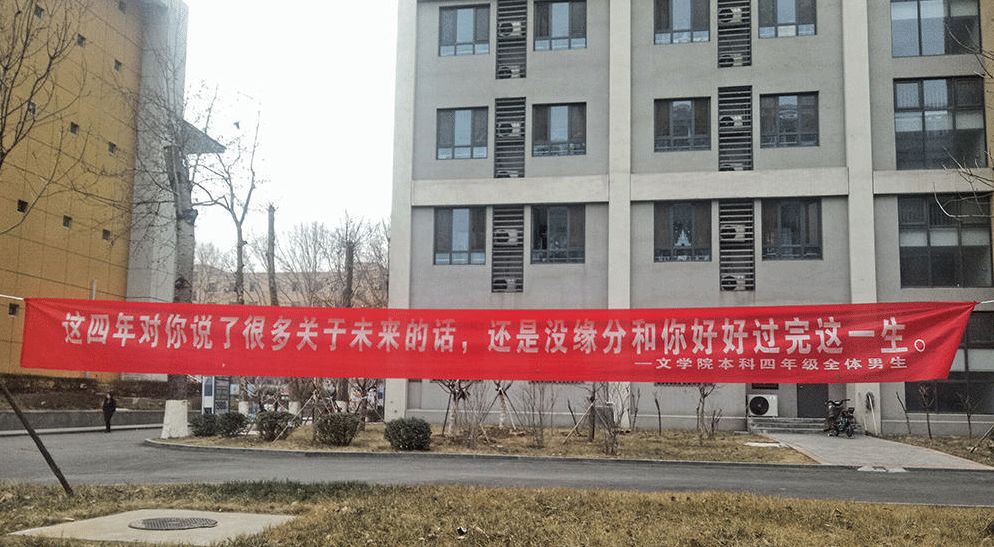 这四年对你说了很多关于未来的话，还是没缘分和你好好过完这一生。
—文学院本科四年级全体男生